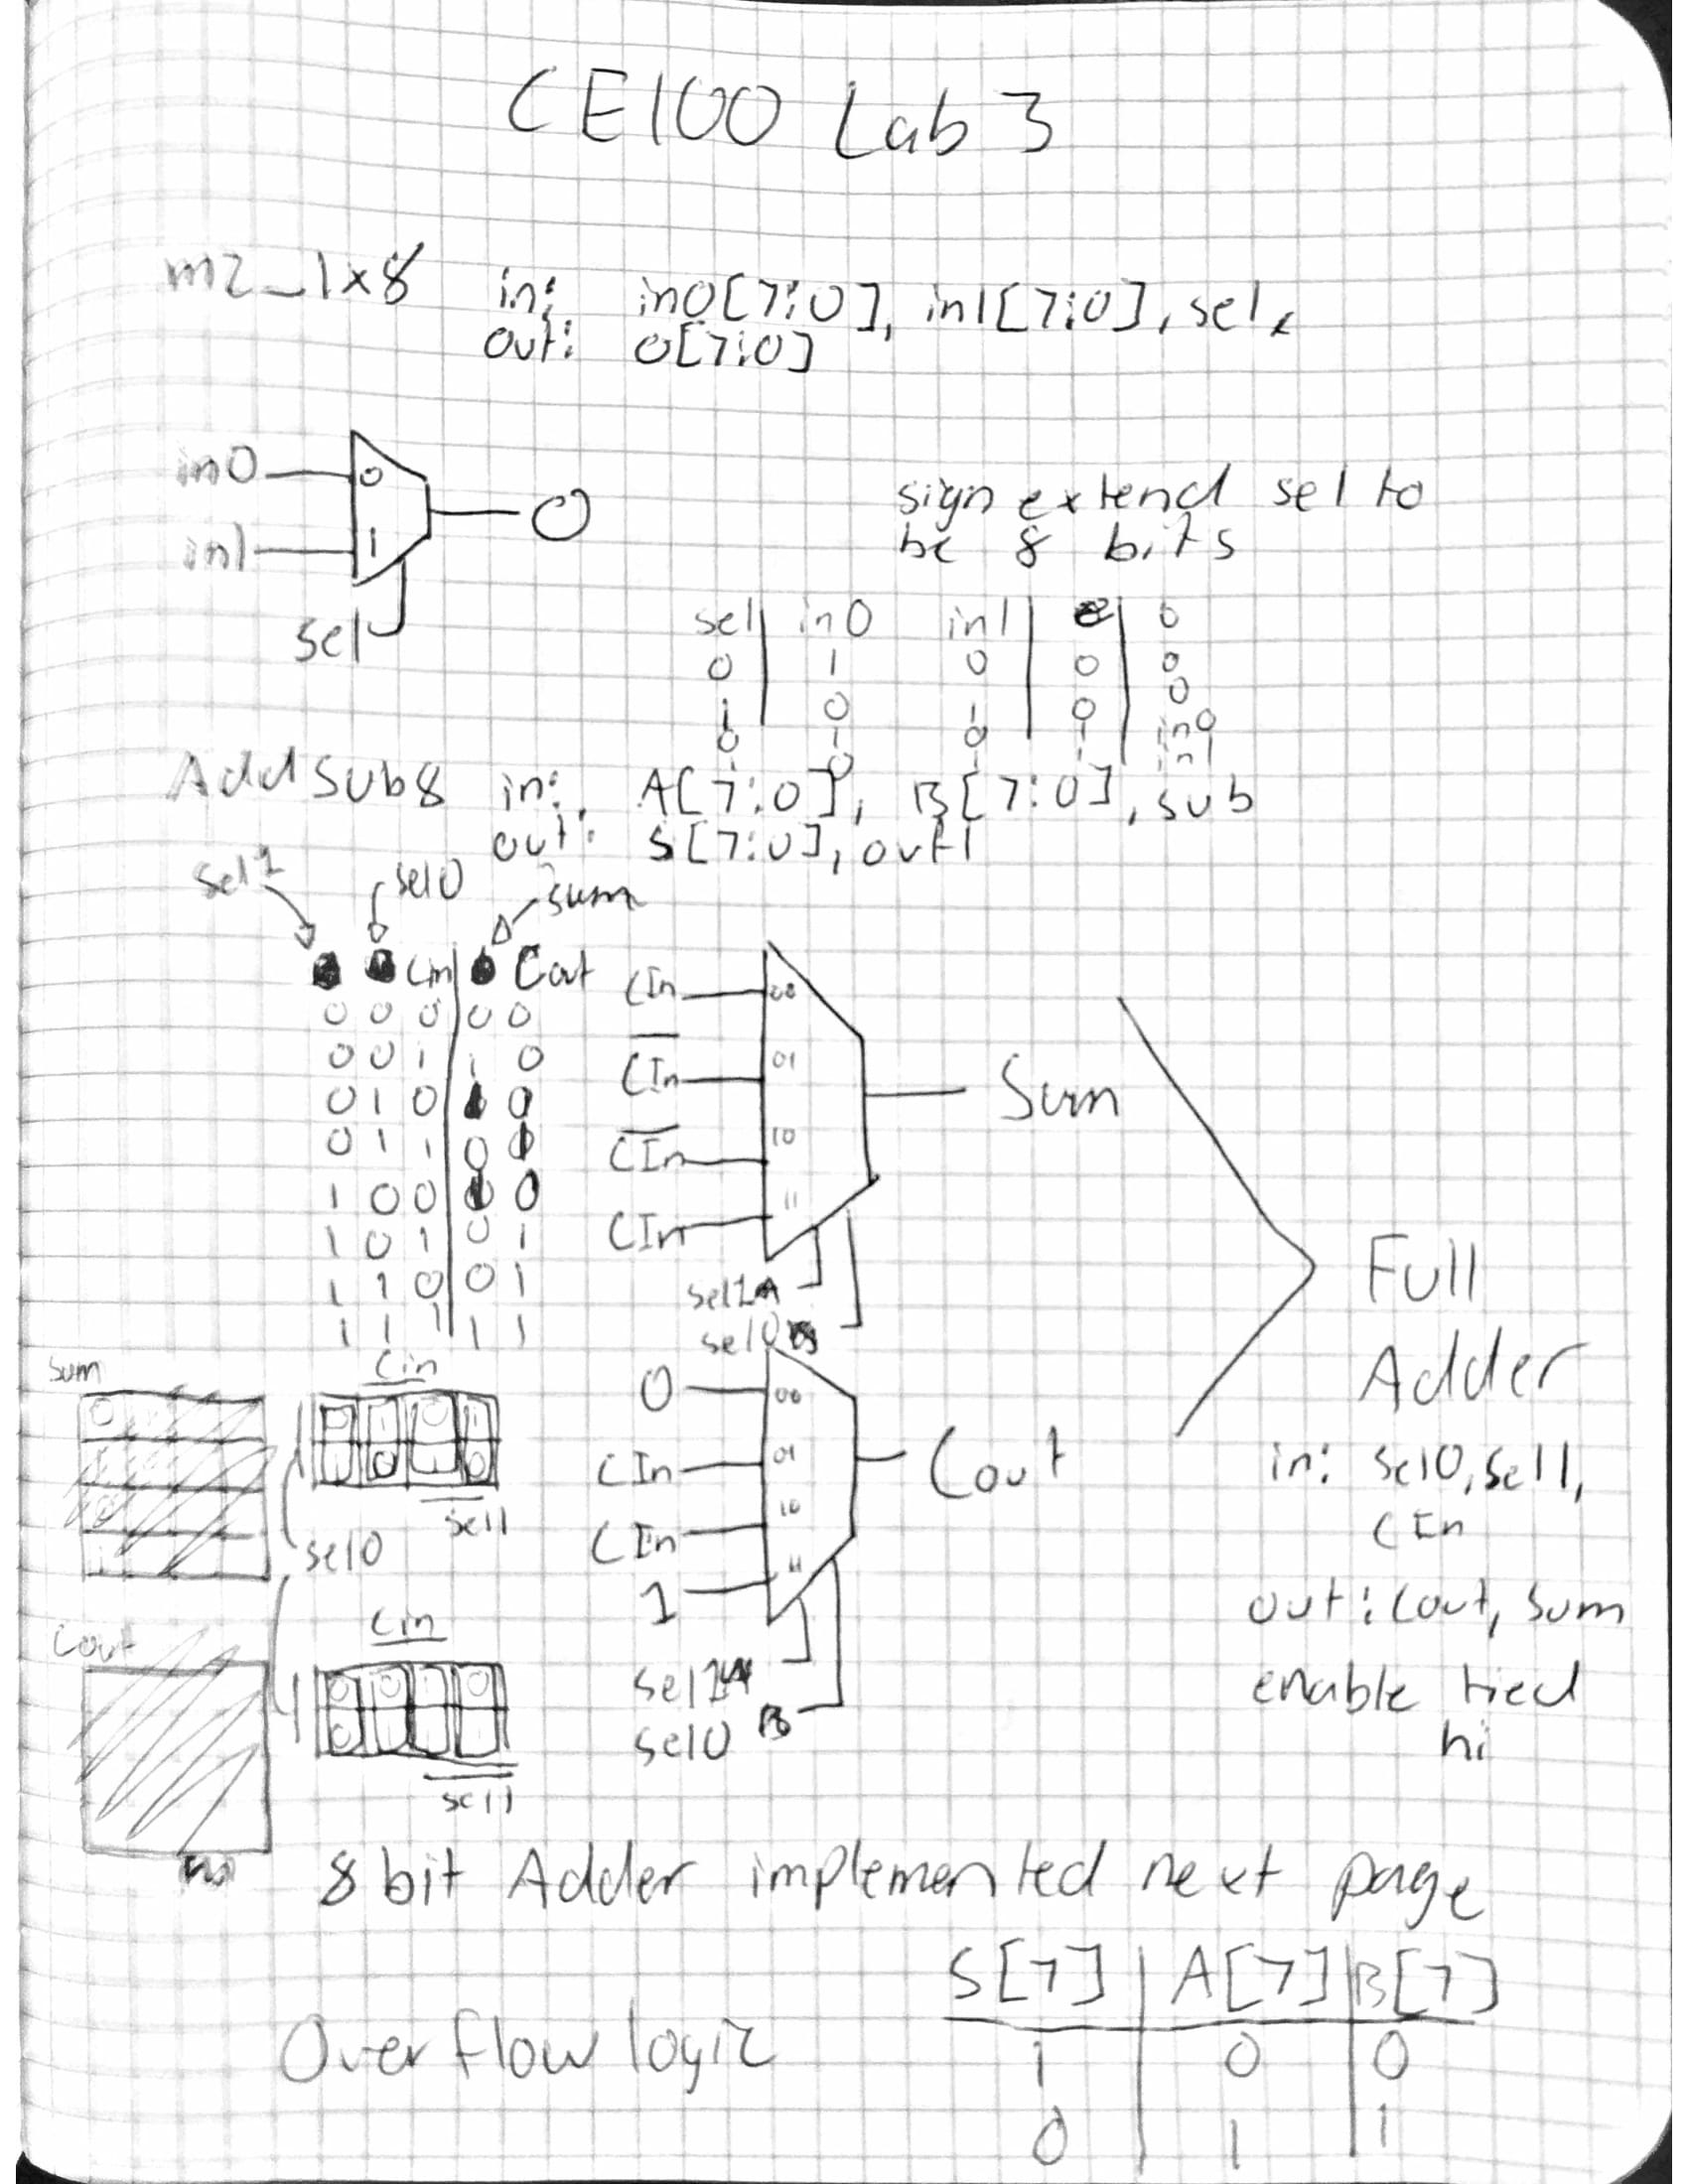 CE100 Lab 3
m2_1x8 in: in0[7:0], in1[7:0], sel,
out: o[7:0]
in0 0
in1 1
O
sel
sign extend sel to
be 8 bits
sel in0 in1 e o
0 1 0 0 0
1 0 1 0 0
0 1 0 1 in0
1 0 1 1 in1
AddSub8 in: A[7:0], B[7:0], sub
out: S[7:0], ovfl
sel1 sel0 sum
Cin Cout
0 0 0 0 0
0 0 1 1 0
0 1 0 1 0
0 1 1 0 1
1 0 0 1 0
1 0 1 0 1
1 1 0 0 1
1 1 1 1 1
CIn 00
CIn 01
CIn 10
CIn 11
Sum
sel1 A
sel0 B
0 00
CIn 01
CIn 10
1 11
Cout
sel1
sel0 B
Full
Adder
in: sel0, sel1,
CIn
out: Cout, sum
enable tied
hi
sum
Cin
sel1
sel0
Cout
Cin
sel1
8 bit Adder implemented next page
Overflow logic
S[7] A[7] B[7]
1 0 0
0 1 1